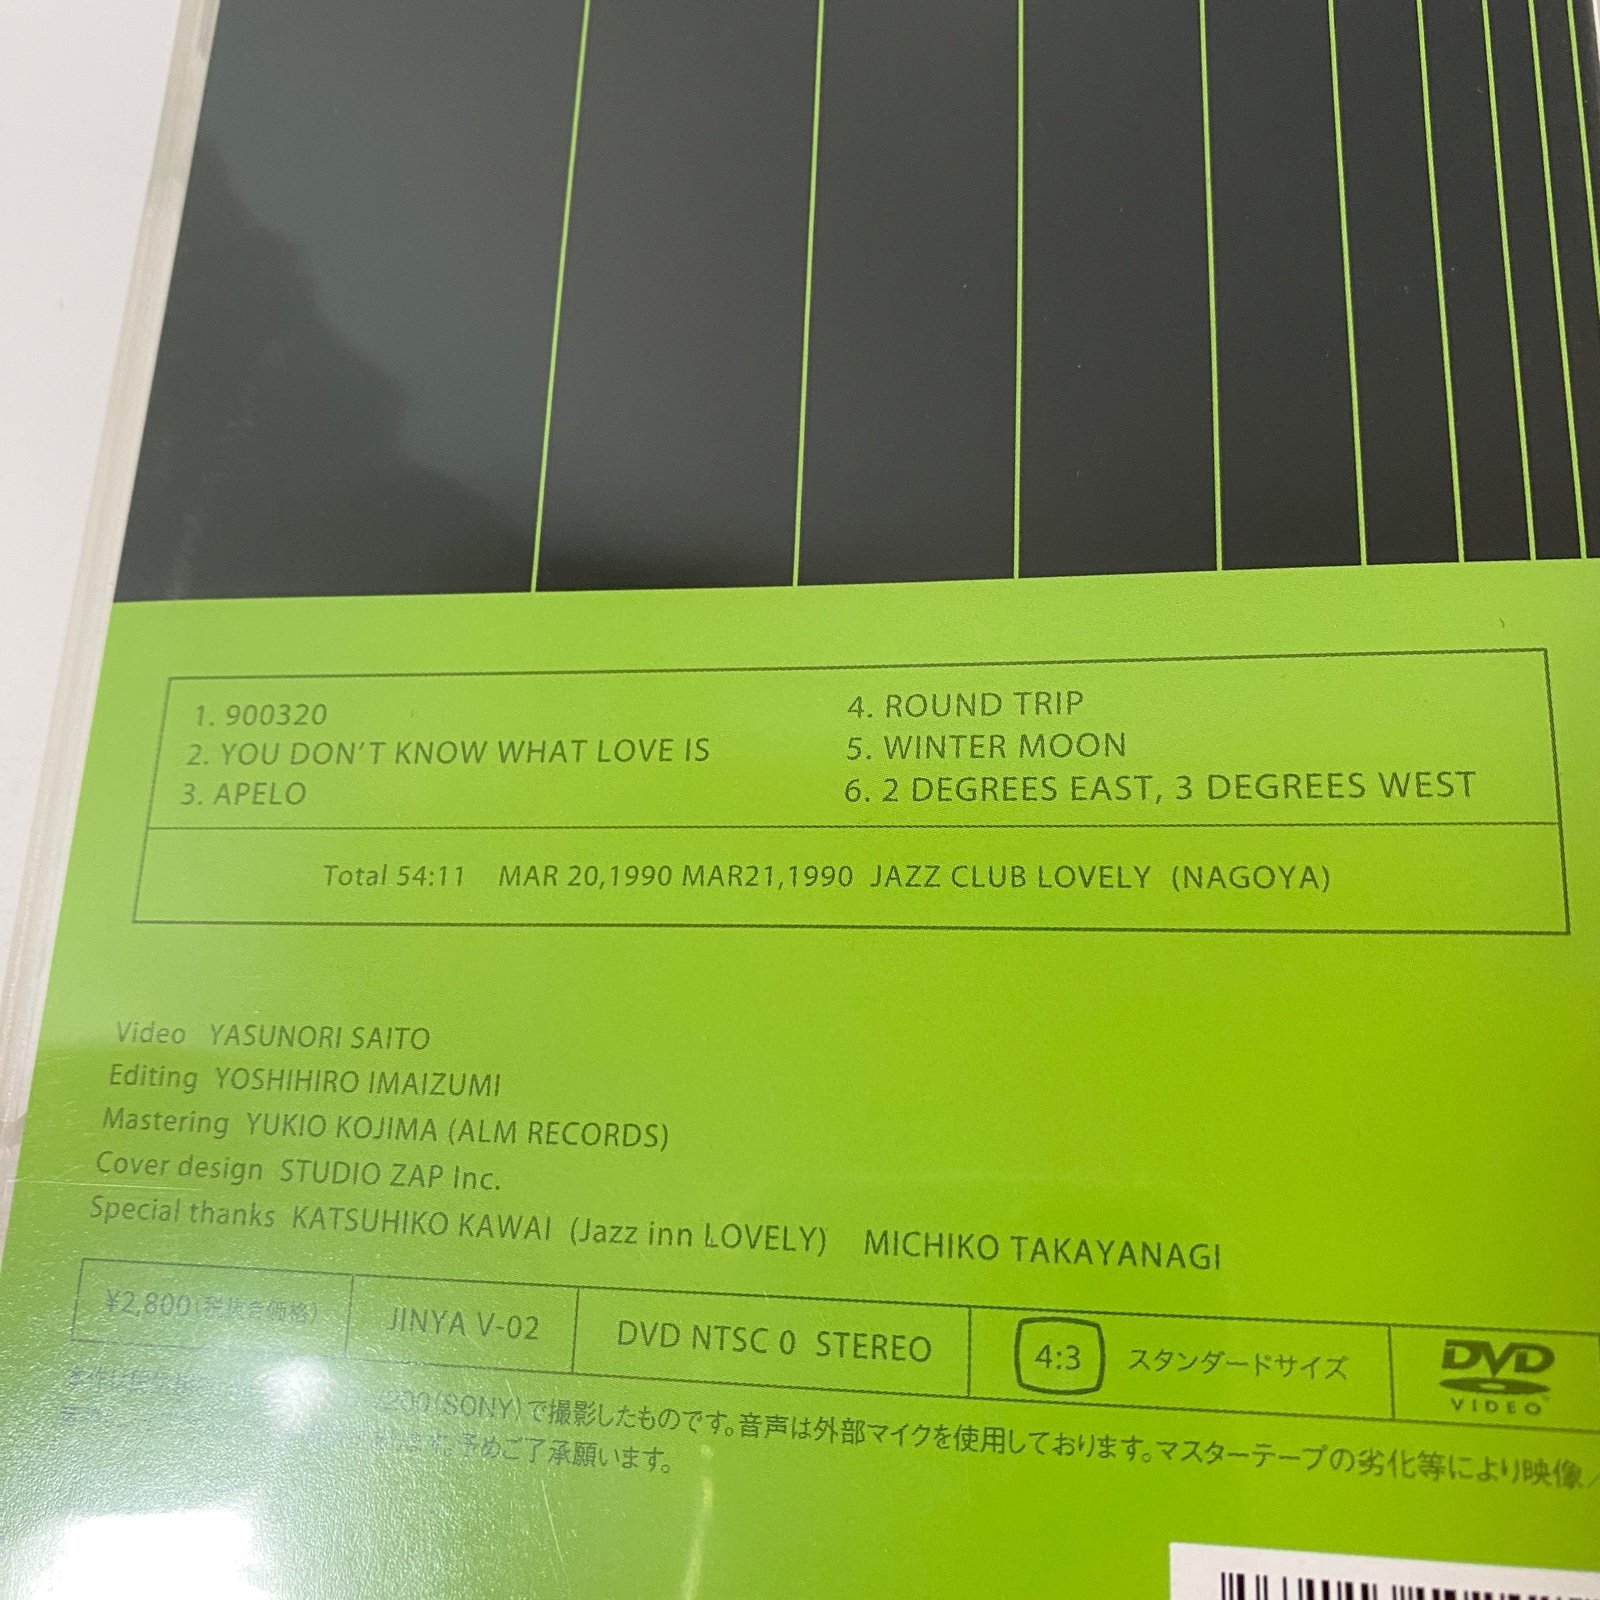 1. 900320
2. YOU DON'T KNOW WHAT LOVE IS
3. APELO
4. ROUND TRIP
5. WINTER MOON
6. 2 DEGREES EAST, 3 DEGREES WEST
Total 54:11 MAR 20,1990 MAR21,1990 JAZZ CLUB LOVELY (NAGOYA)
Video YASUNORI SAITO
Editing YOSHIHIRO IMAIZUMI
Mastering YUKIO KOJIMA (ALM RECORDS)
Cover design STUDIO ZAP Inc.
Special thanks KATSUHIKO KAWAI (Jazz inn LOVELY) MICHIKO TAKAYANAGI
¥2,800(税抜き価格) JINYA V-02 DVD NTSC 0 STEREO 4:3 スタンダードサイズ DVD VIDEO
(SONY)で撮影したものです。音声は外部マイクを使用しております。マスターテープの劣化等により映像/
予めご了承願います。